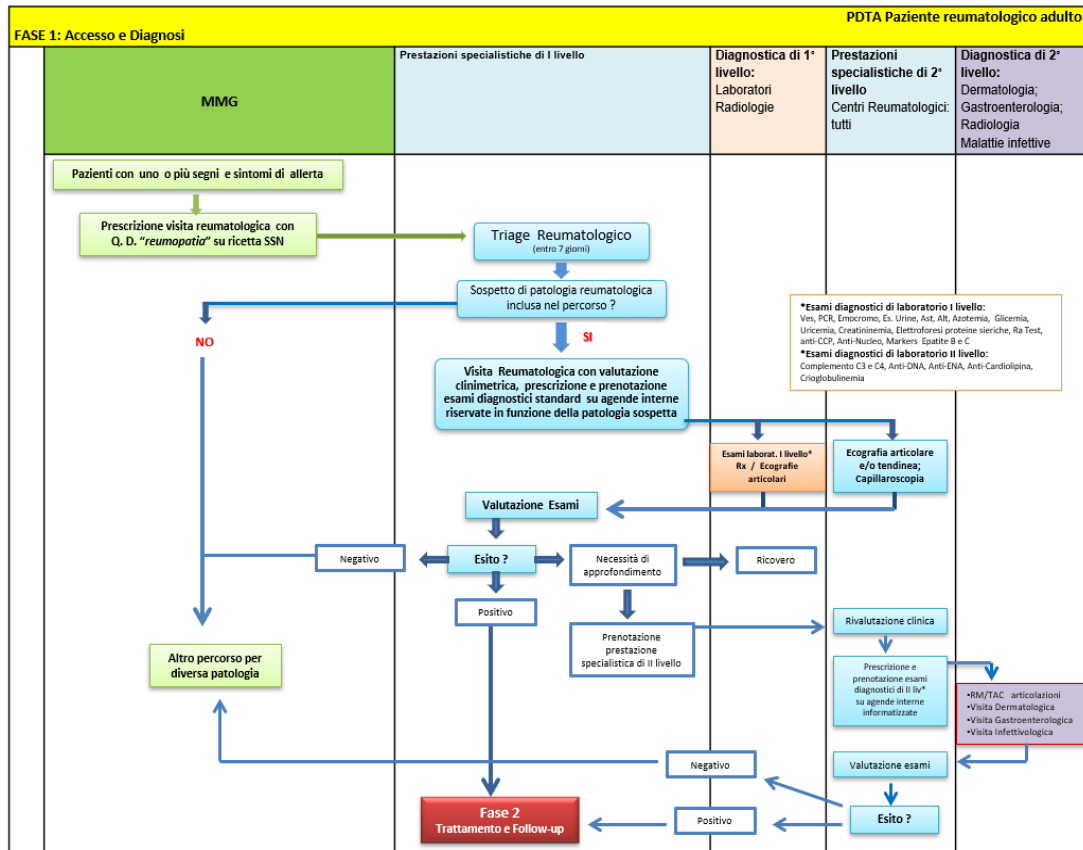 PDTA Paziente reumatologico adulto
FASE 1: Accesso e Diagnosi
MMG
Prestazioni specialistiche di I livello
Diagnostica di 1°
livello:
Laboratori
Radiologie
Prestazioni
specialistiche di 2°
livello
Centri Reumatologici:
tutti
Diagnostica di 2°
livello:
Dermatologia;
Gastroenterologia;
Radiologia
Malattie infettive
Pazienti con uno o più segni e sintomi di allerta
Prescrizione visita reumatologica con
Q. D. "reumopatia" su ricetta SSN
Triage Reumatologico
(entro 7 giorni)
Sospetto di patologia reumatologica
inclusa nel percorso ?
NO
SI
*Esami diagnostici di laboratorio I livello:
Ves, PCR, Emocromo, Es. Urine, Ast, Alt, Azotemia, Glicemia,
Uricemia, Creatininemia, Elettroforesi proteine sieriche, Ra Test,
anti-CCP, Anti-Nucleo, Markers Epatite B e C
*Esami diagnostici di laboratorio II livello:
Complemento C3 e C4, Anti-DNA, Anti-ENA, Anti-Cardiolipina,
Crioglobulinemia
Visita Reumatologica con valutazione
clinimetrica, prescrizione e prenotazione
esami diagnostici standard su agende interne
riservate in funzione della patologia sospetta
Esami laborat. I livello*
Rx / Ecografie
articolari
Ecografia articolare
e/o tendinea;
Capillaroscopia
Valutazione Esami
Negativo
Esito ?
Necessità di
approfondimento
Ricovero
Positivo
Prenotazione
prestazione
specialistica di II livello
Rivalutazione clinica
Altro percorso per
diversa patologia
Prescrizione e
prenotazione esami
diagnostici di II liv*
su agende interne
informatizzate
•RM/TAC articolazioni
•Visita Dermatologica
•Visita Gastroenterologica
•Visita Infettivologica
Negativo
Valutazione esami
Fase 2
Trattamento e Follow-up
Positivo
Esito ?